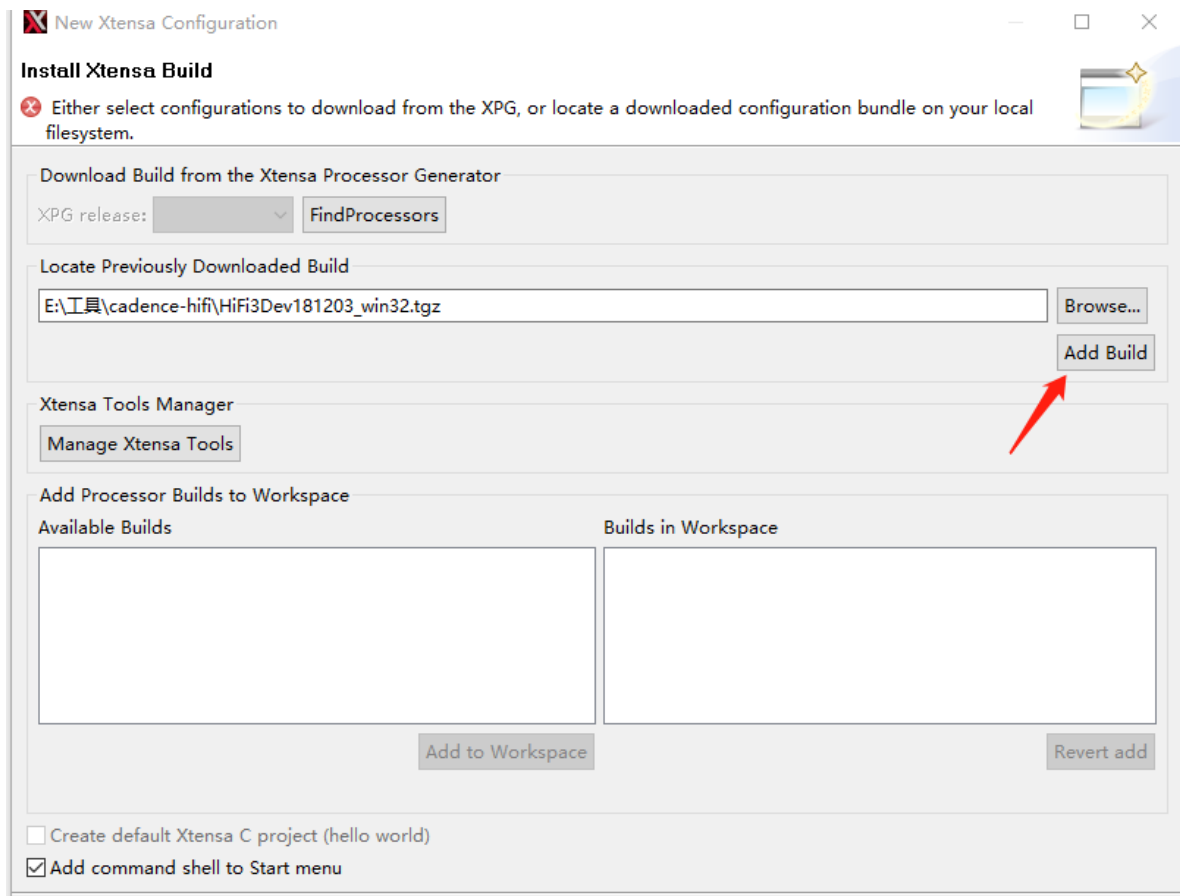 New Xtensa Configuration
Install Xtensa Build
Either select configurations to download from the XPG, or locate a downloaded configuration bundle on your local
filesystem.
Download Build from the Xtensa Processor Generator
XPG release: FindProcessors
Locate Previously Downloaded Build
E:\工具\cadence-hifi\HiFi3Dev181203_win32.tgz Browse...
Add Build
Xtensa Tools Manager
Manage Xtensa Tools
Add Processor Builds to Workspace
Available Builds Builds in Workspace
Add to Workspace Revert add
Create default Xtensa C project (hello world)
Add command shell to Start menu